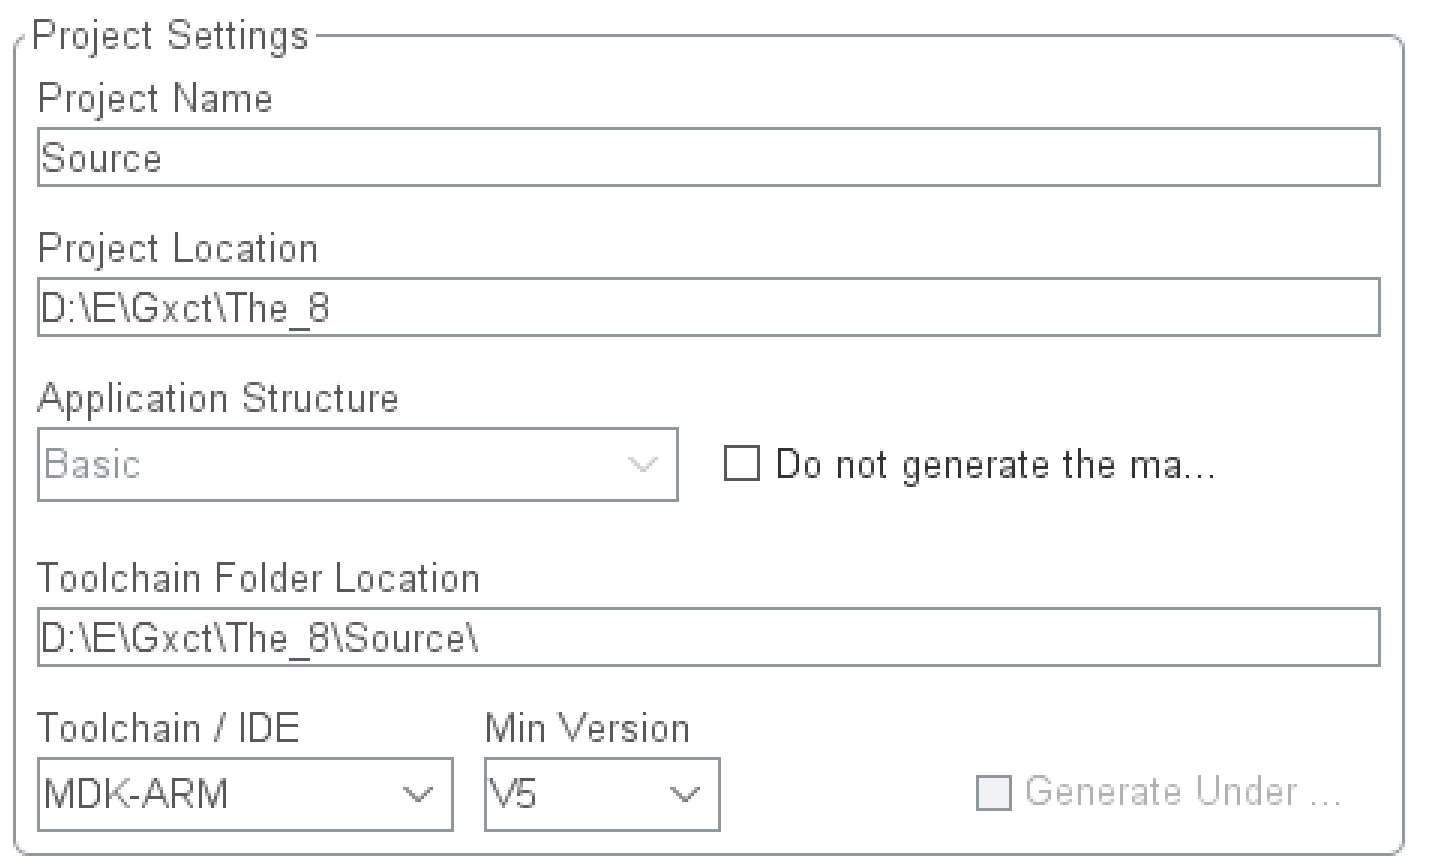 Project Settings
Project Name
Source
Project Location
D:\E\Gxct\The_8
Application Structure
Basic
Do not generate the ma...
Toolchain Folder Location
D:\E\Gxct\The_8\Source\
Toolchain / IDE Min Version
MDK-ARM V5 Generate Under ...